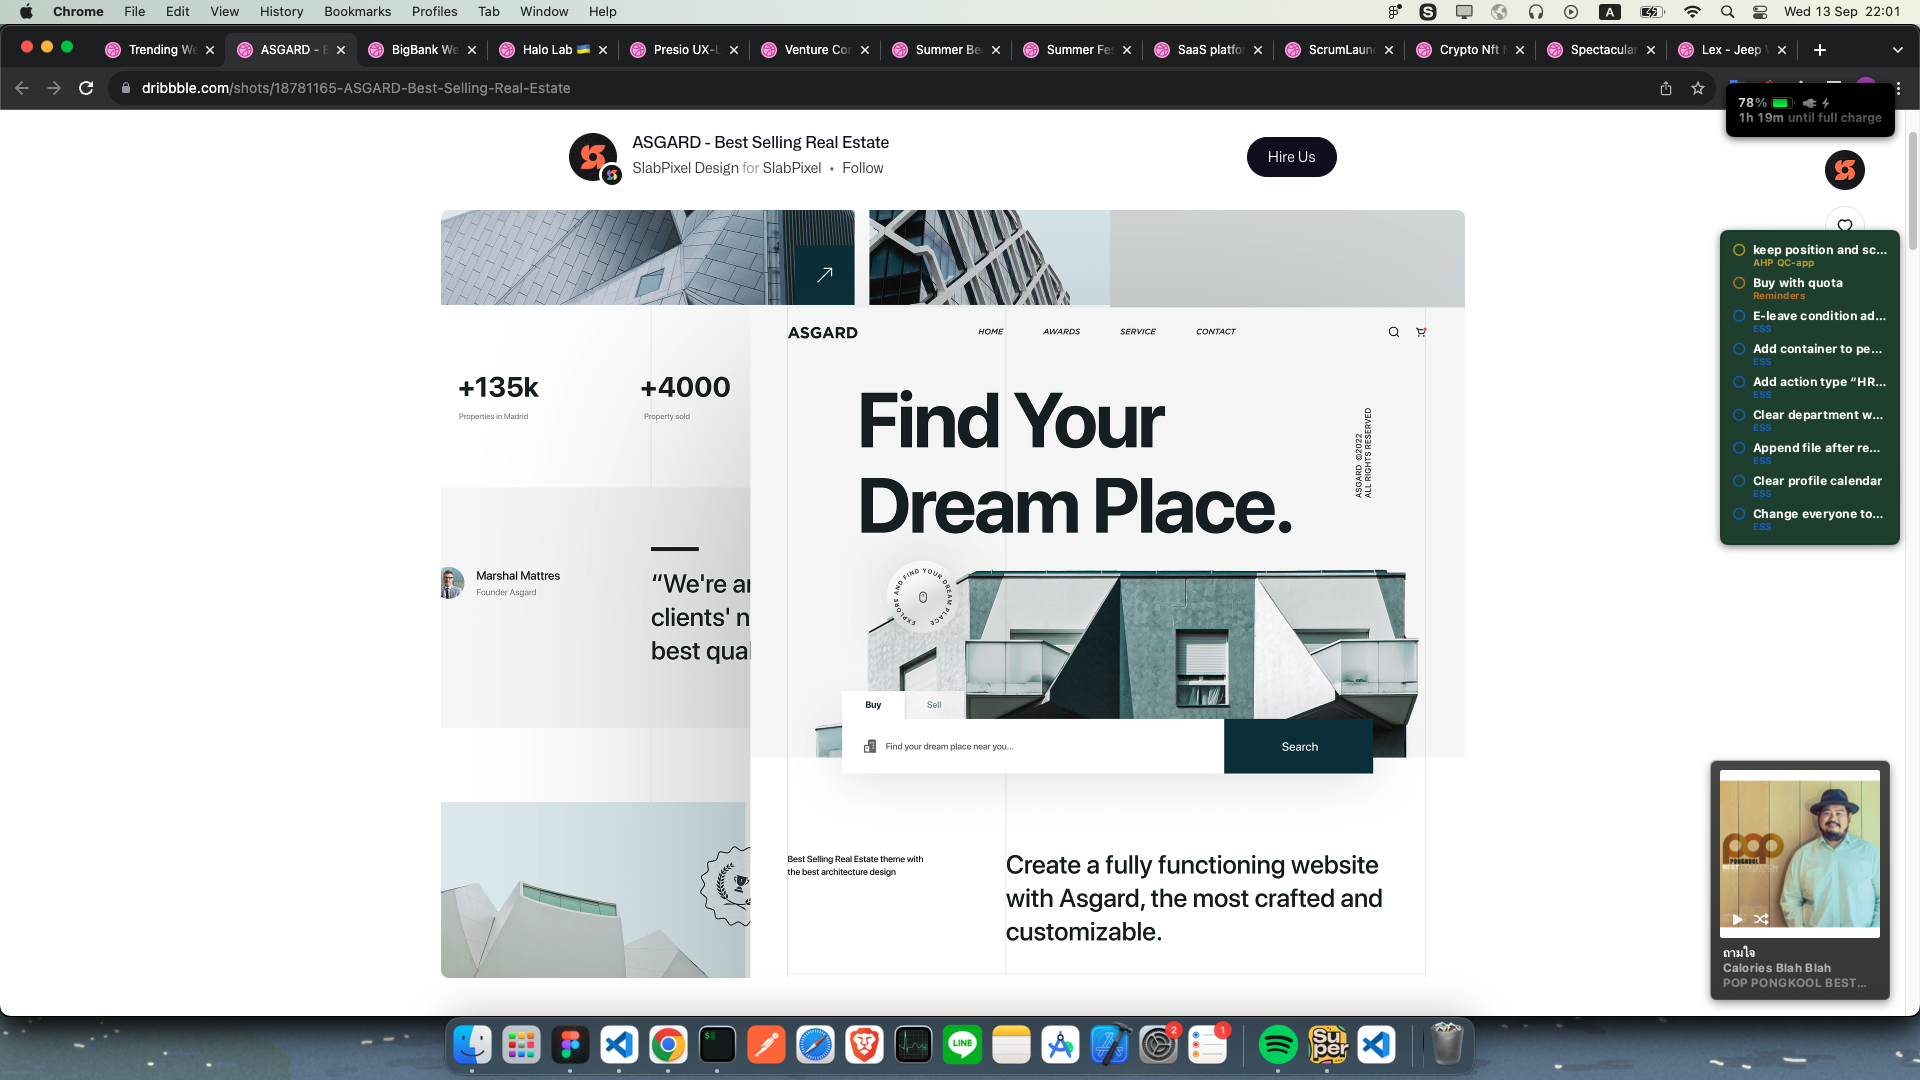 Chrome File Edit View History Bookmarks Profiles Tab Window Help
A
Wed 13 Sep 22:01
Trending We
ASGARD - B
BigBank We
Halo Lab
Presio UX-U
Venture Cor
Summer Be
Summer Fes
SaaS platfo
ScrumLaun
Crypto Nft
Spectacular
Lex - Jeep
dribbble.com/shots/18781165-ASGARD-Best-Selling-Real-Estate
78%
1h 19m until full charge
ASGARD - Best Selling Real Estate
SlabPixel Design for SlabPixel • Follow
Hire Us
ASGARD
HOME AWARDS SERVICE CONTACT
+135k
Properties in Madrid
+4000
Property sold
Find Your
Dream Place.
ASGARD ©2022
ALL RIGHTS RESERVED
EXPLORE AND FIND YOUR DREAM PLACE
Marshal Mattres
Founder Asgard
“We're an
clients' n
best qual
Buy
Sell
Find your dream place near you...
Search
Best Selling Real Estate theme with
the best architecture design
Create a fully functioning website
with Asgard, the most crafted and
customizable.
keep position and sc...
AHP QC-app
Buy with quota
Reminders
E-leave condition ad...
ESS
Add container to pe...
ESS
Add action type “HR...
ESS
Clear department w...
ESS
Append file after re...
ESS
Clear profile calendar
ESS
Change everyone to...
ESS
pop
PONGKOOL
ถามใจ
Calories Blah Blah
POP PONGKOOL BEST...
LINE
2
1
Super